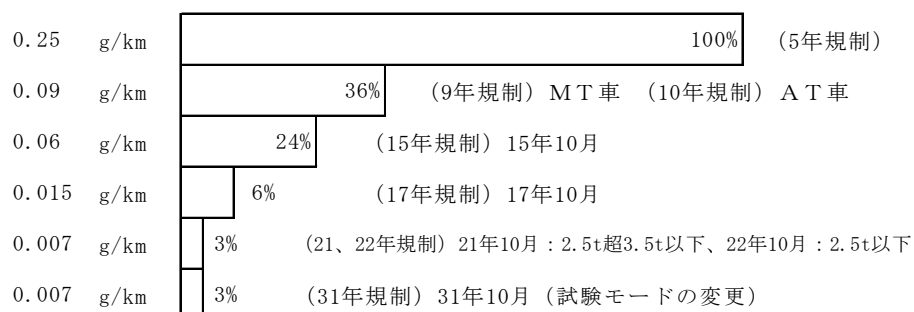 0.25 g/km 100% (5年規制)
0.09 g/km 36% (9年規制) MT車 (10年規制) AT車
0.06 g/km 24% (15年規制) 15年10月
0.015 g/km 6% (17年規制) 17年10月
0.007 g/km 3% (21、22年規制) 21年10月：2.5t超3.5t以下、22年10月：2.5t以下
0.007 g/km 3% (31年規制) 31年10月 (試験モードの変更)